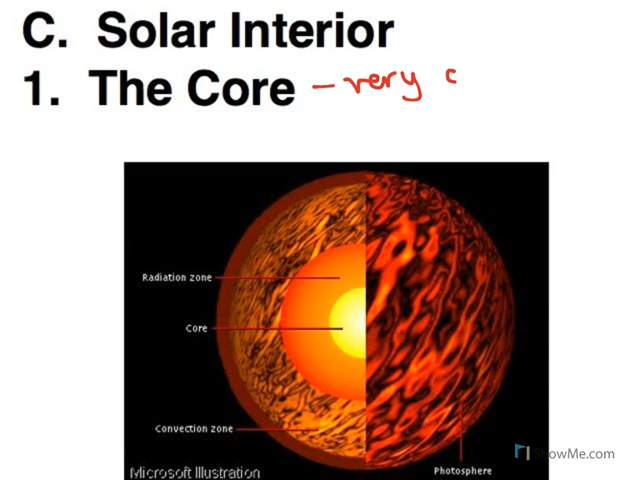 C. Solar Interior
1. The Core – very
Radiation zone
Core
Convection zone
ShowMe.com
Microsoft Illustration
Photosphere